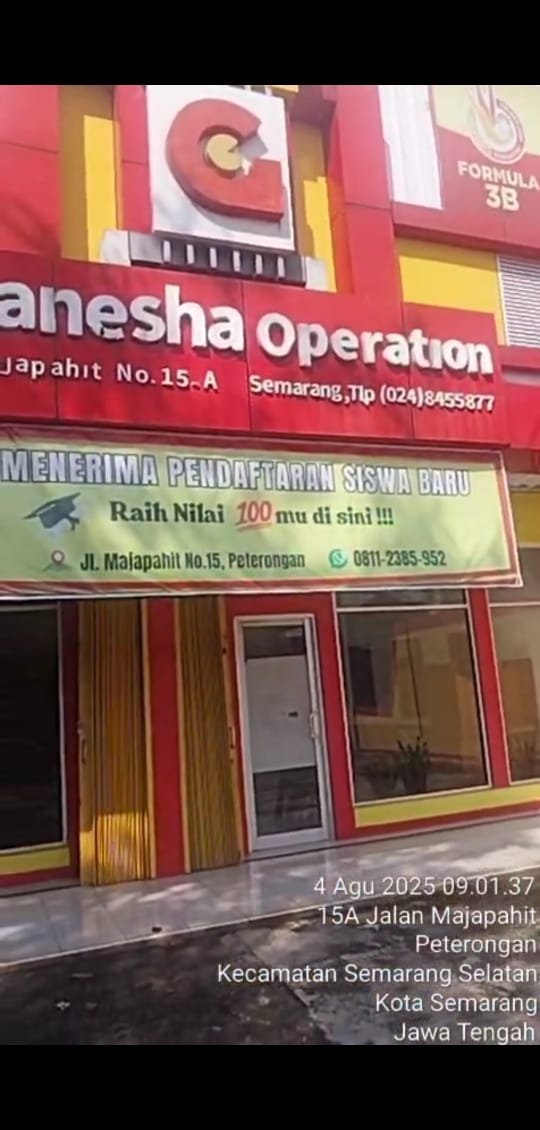 FORMULA
3B
anesha Operation
japahit No.15.A Semarang,Tlp (024)8455877
MENERIMA PENDAFTARAN SISWA BARU
Raih Nilai 100 mu di sini !!!
Jl. Majapahit No.15, Peterongan 0811-2385-952
4 Agu 2025 09.01.37
15A Jalan Majapahit
Peterongan
Kecamatan Semarang Selatan
Kota Semarang
Jawa Tengah